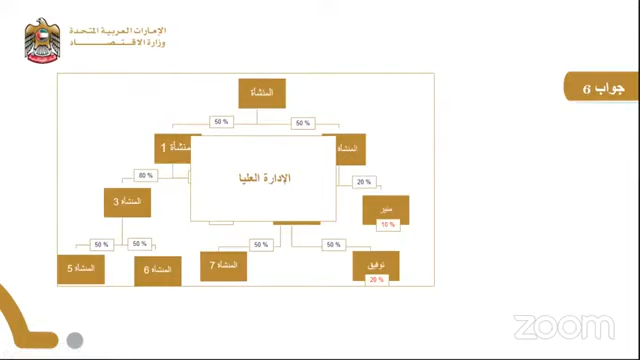 الإمارات العربية المتحدة
وزارة الاقتصاد
جواب 6
المنشأة
50 %
50 %
المنشأة 1
المنشأة
الإدارة العليا
80 %
20 %
المنشأة 3
منير
10 %
50 %
50 %
50 %
50 %
المنشأة 5
المنشأة 6
المنشأة 7
توفيق
20 %
zoom